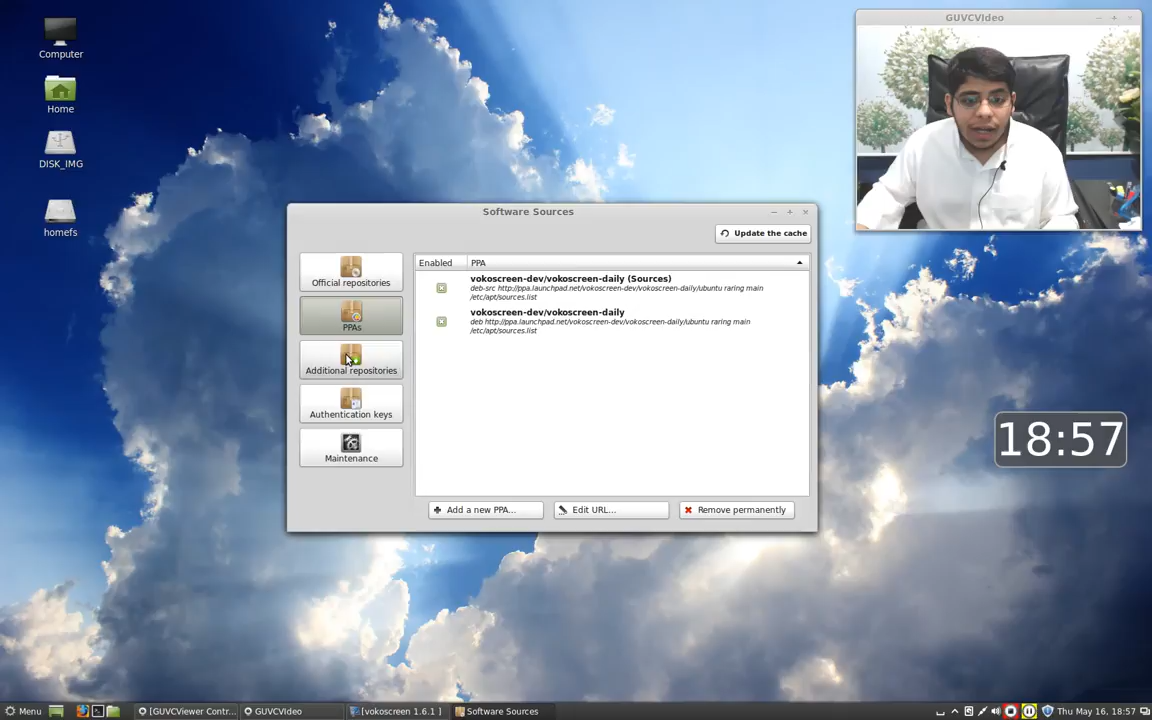 Computer
Home
DISK_IMG
homefs
GUVCVIdeo
Software Sources
Update the cache
Official repositories
PPAs
Additional repositories
Authentication keys
Maintenance
Enabled PPA
vokoscreen-dev/vokoscreen-daily (Sources)
deb-src http://ppa.launchpad.net/vokoscreen-dev/vokoscreen-daily/ubuntu raring main
/etc/apt/sources.list
vokoscreen-dev/vokoscreen-daily
deb http://ppa.launchpad.net/vokoscreen-dev/vokoscreen-daily/ubuntu raring main
/etc/apt/sources.list
Add a new PPA...
Edit URL...
Remove permanently
18:57
Menu
[GUVCViewer Contr...
GUVCVIdeo
[vokoscreen 1.6.1 ]
Software Sources
Thu May 16, 18:57